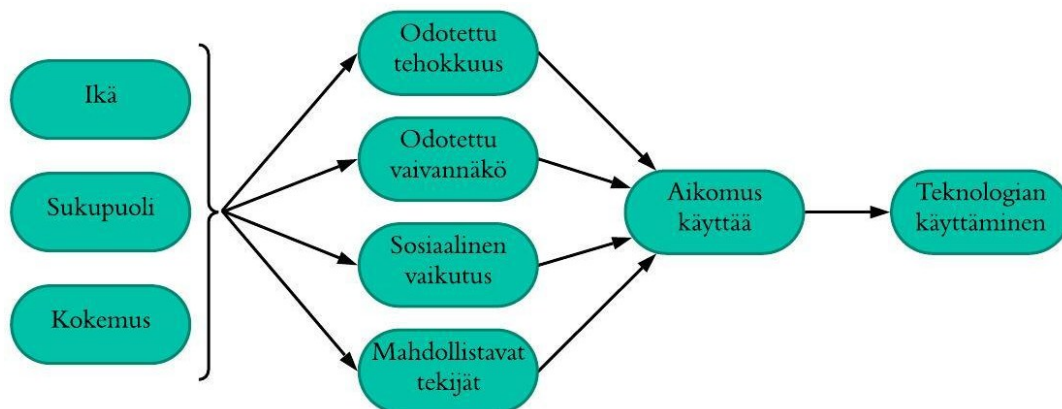 Ikä
Sukupuoli
Kokemus
Odotettu
tehokkuus
Odotettu
vaivannäkö
Sosiaalinen
vaikutus
Mahdollistavat
tekijät
Aikomus
käyttää
Teknologian
käyttäminen